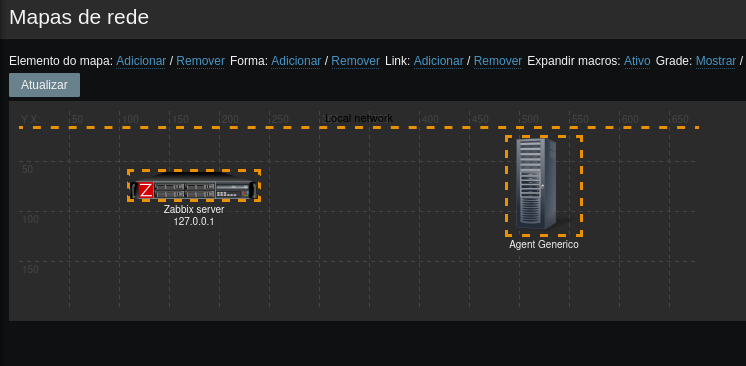 Mapas de rede
Elemento do mapa: Adicionar / Remover Forma: Adicionar / Remover Link: Adicionar / Remover Expandir macros: Ativo Grade: Mostrar /
Atualizar
Y X: 50 100 150 200 250 300 350 400 450 500 550 600 650
Local network
50
Z
Zabbix server
127.0.0.1
100
Agent Generico
150